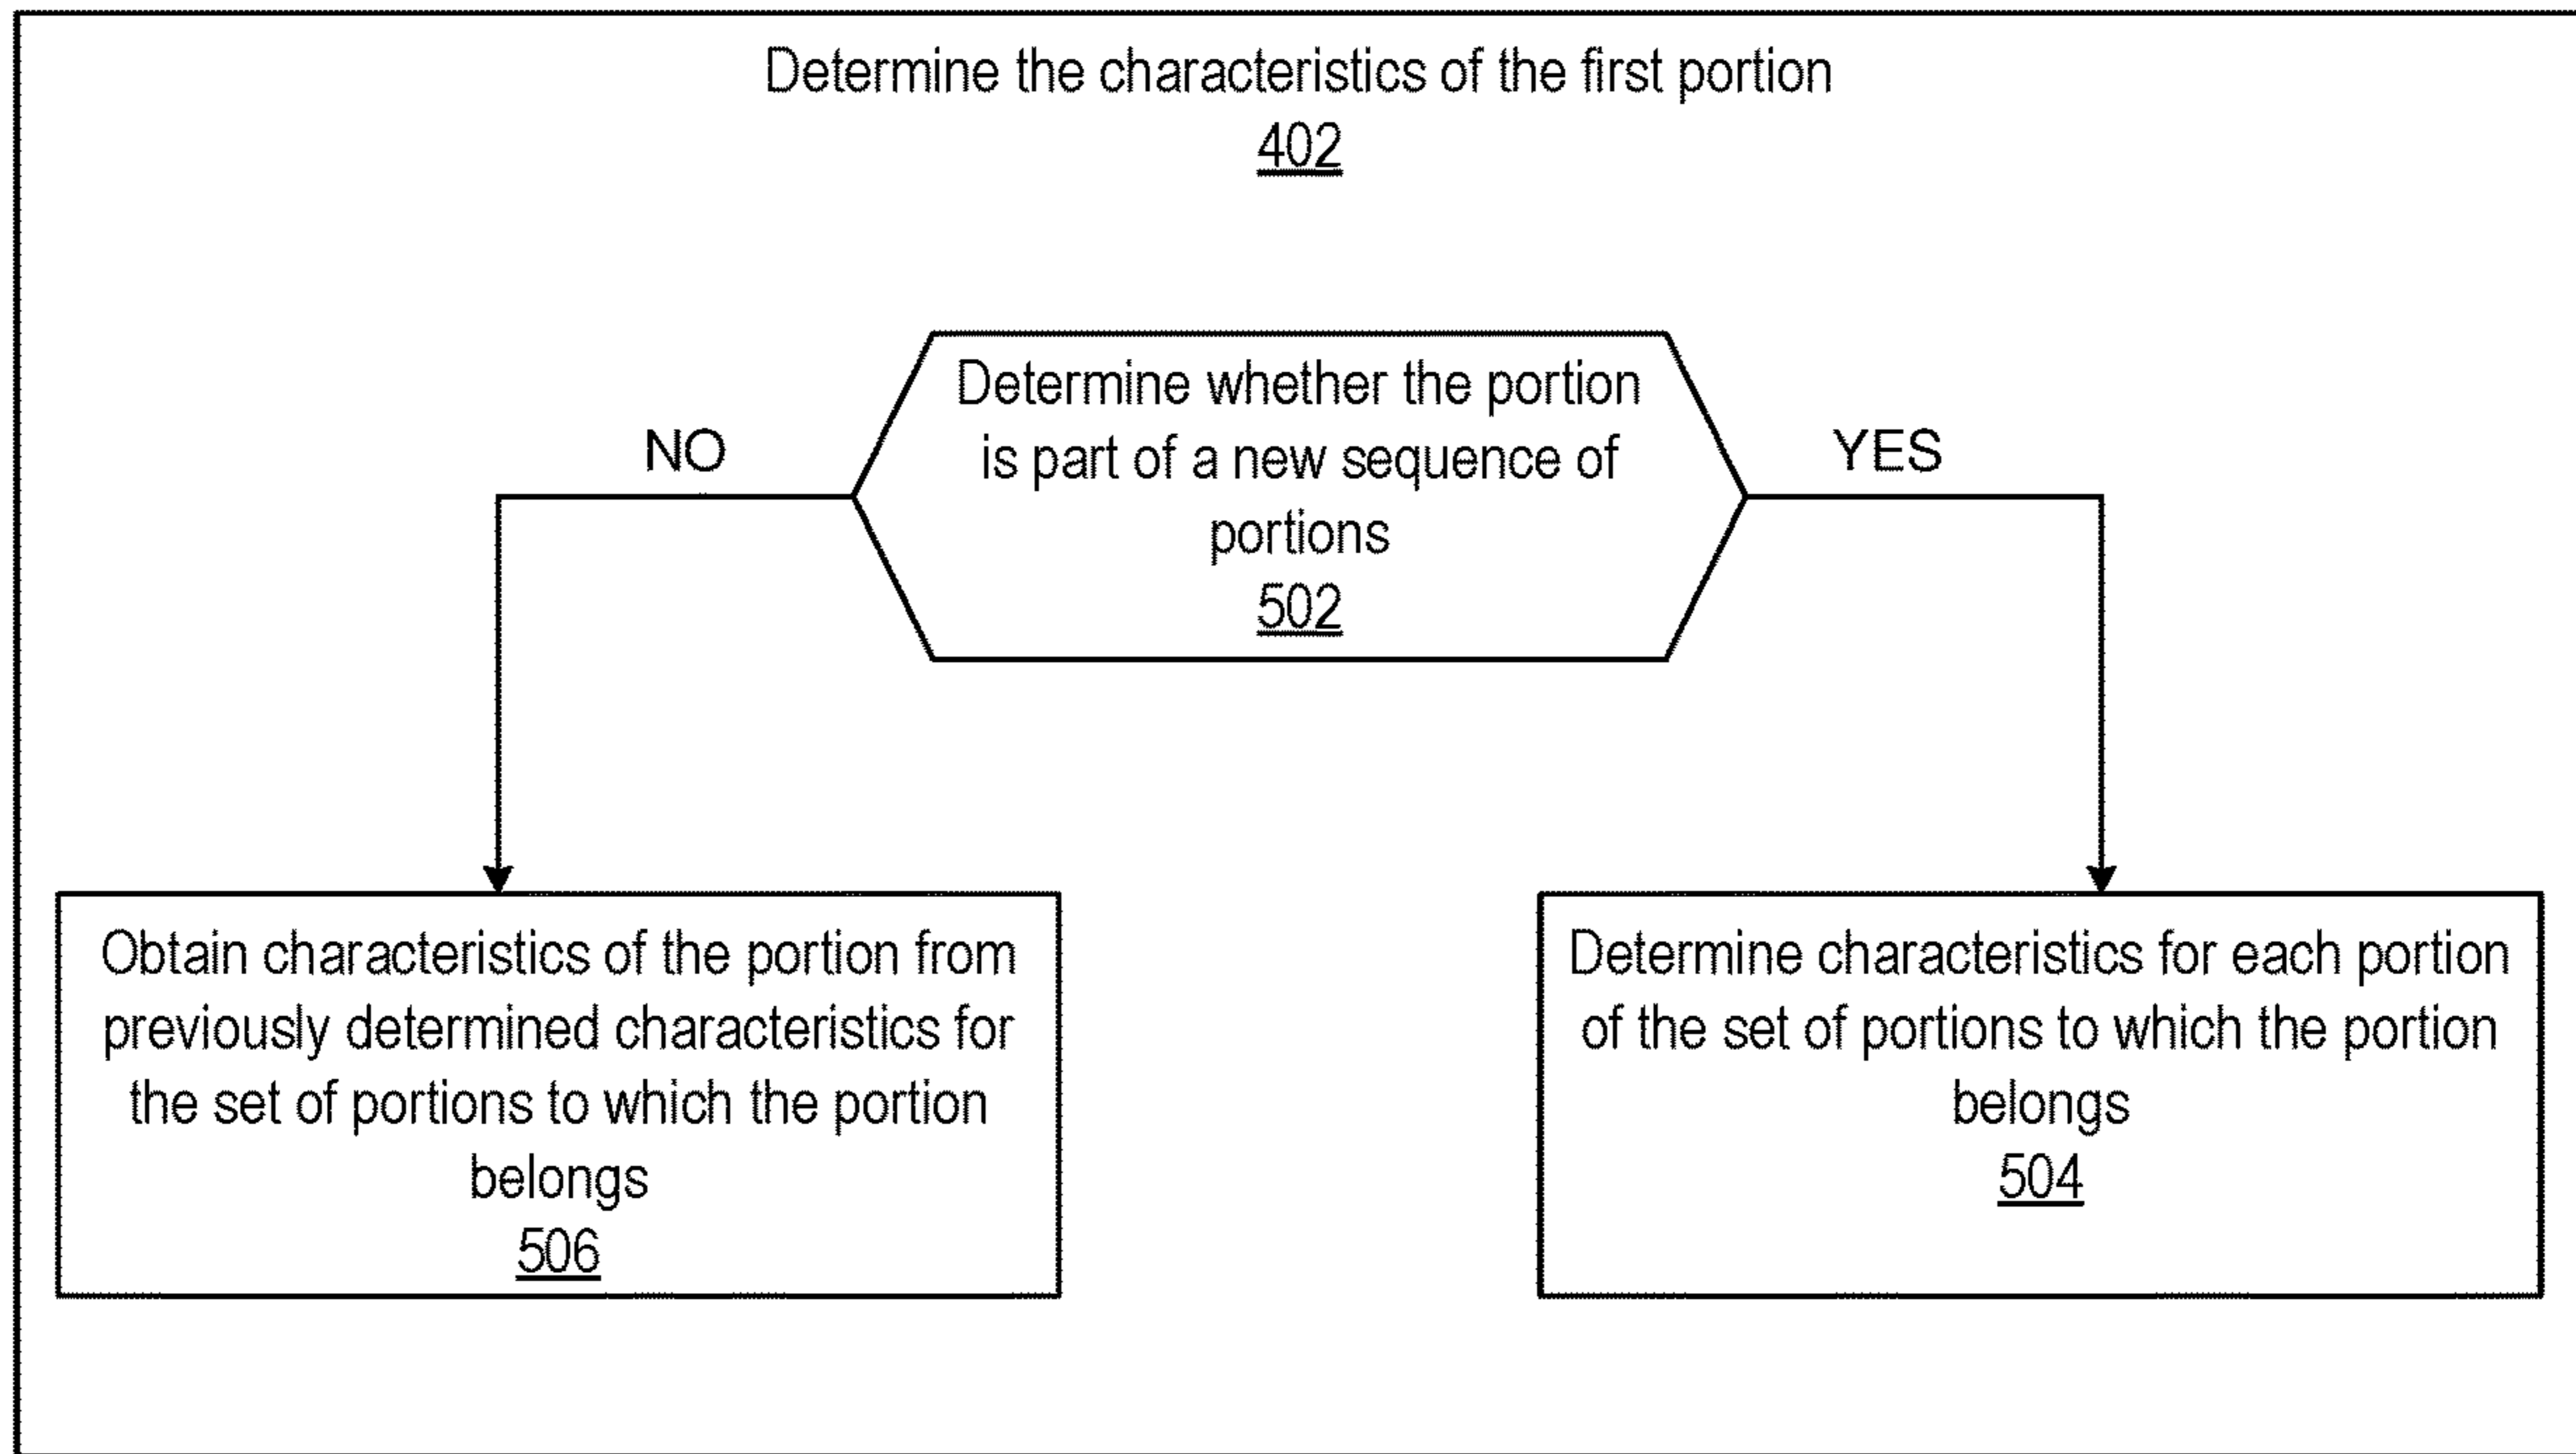 Determine the characteristics of the first portion
402
Determine whether the portion
is part of a new sequence of
portions
502
NO
YES
Obtain characteristics of the portion from
previously determined characteristics for
the set of portions to which the portion
belongs
506
Determine characteristics for each portion
of the set of portions to which the portion
belongs
504